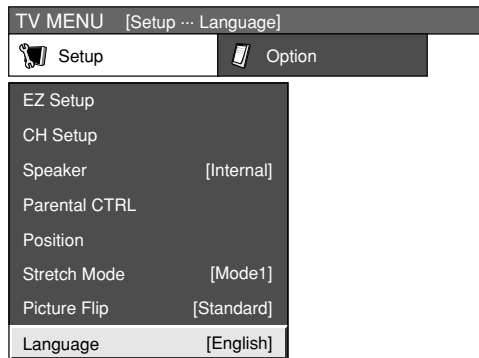 TV MENU [Setup ··· Language]
Setup Option
EZ Setup
CH Setup
Speaker [Internal]
Parental CTRL
Position
Stretch Mode [Mode1]
Picture Flip [Standard]
Language [English]